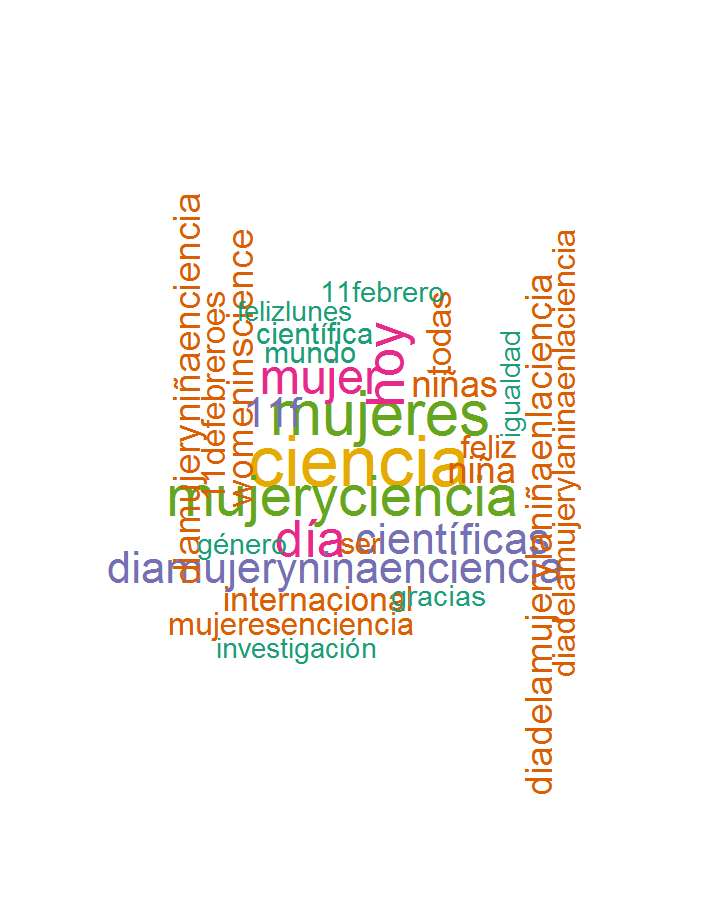 diamujeryniñaenciencia
11defebreroes
womeninscience
11febrero
felizlunes
científica
mundo
mujer
hoy
todas
niñas
igualdad
11f
mujeres
ciencia
feliz
niña
mujeryciencia
día
ser
científicas
género
diamujeryninaenciencia
internacional
gracias
mujeresenciencia
investigación
diadelamujerylaniñaenlaciencia
diadelamujerylaninaenlaciencia